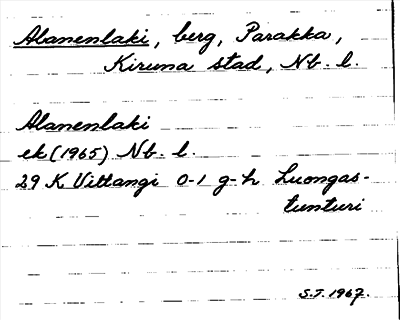 Alanenlaki, berg, Parakka,
Kiruna stad, Nb. l.
Alanenlaki
ek (1965) Nb. l.
29 K Vittangi 0-1 g-h Luongas-
tunturi
S.J. 1967.